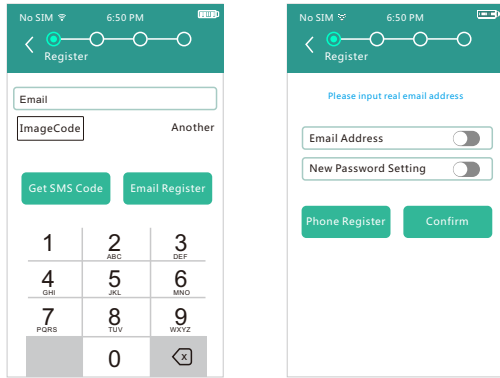 No SIM 6:50 PM
Register
Email
ImageCode Another
Get SMS Code Email Register
1 2 ABC 3 DEF
4 GHI 5 JKL 6 MNO
7 PQRS 8 TUV 9 WXYZ
0 X
No SIM 6:50 PM
Register
Please input real email address
Email Address
New Password Setting
Phone Register Confirm